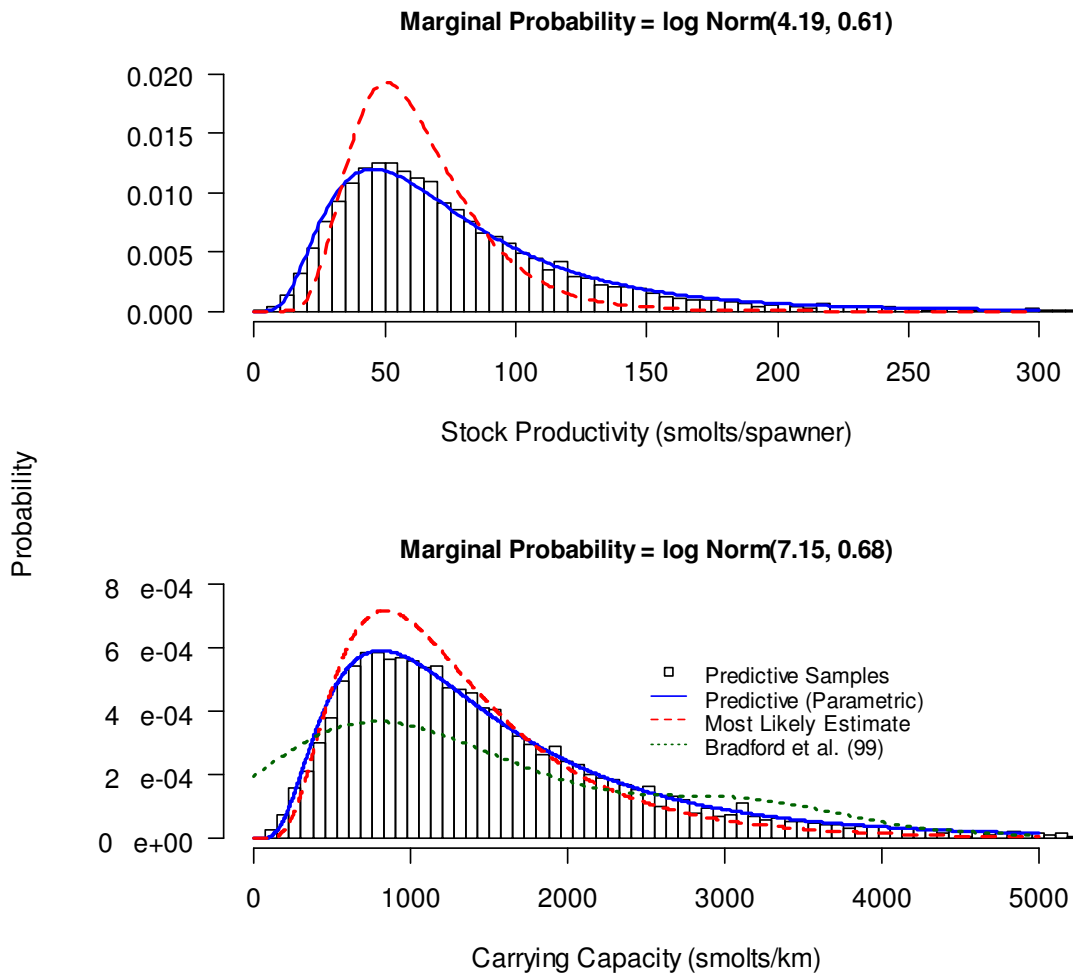 Marginal Probability = log Norm(4.19, 0.61)
0.020
0.015
0.010
0.005
0.000
0 50 100 150 200 250 300
Stock Productivity (smolts/spawner)
Probability
Marginal Probability = log Norm(7.15, 0.68)
8 e-04
6 e-04
4 e-04
2 e-04
0 e+00
Predictive Samples
Predictive (Parametric)
Most Likely Estimate
Bradford et al. (99)
0 1000 2000 3000 4000 5000
Carrying Capacity (smolts/km)